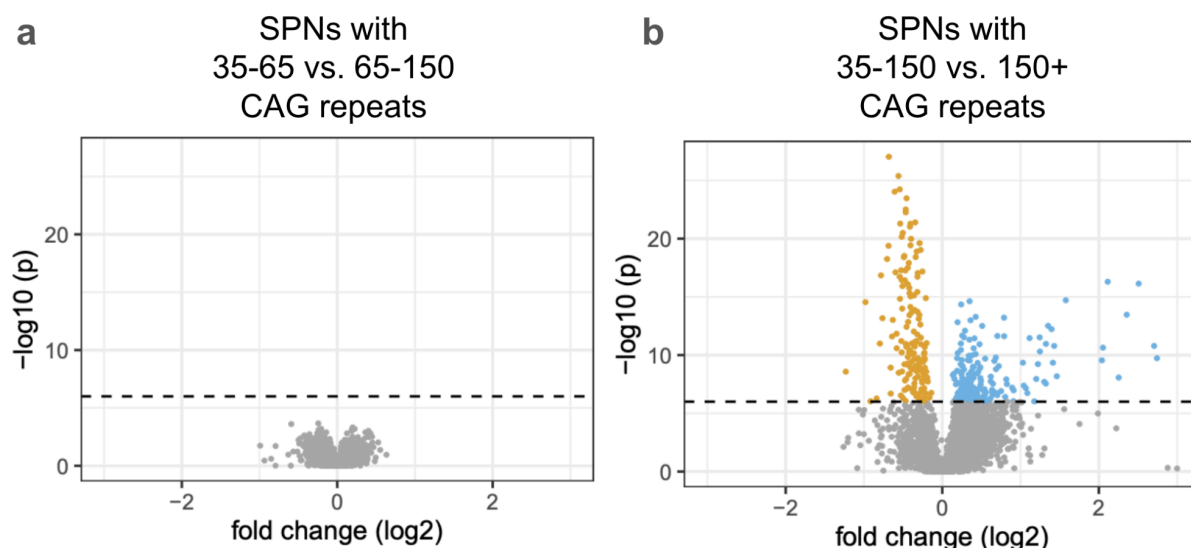 a
SPNs with
35-65 vs. 65-150
CAG repeats
−log10 (p)
20
10
0
−2
0
2
fold change (log2)
b
SPNs with
35-150 vs. 150+
CAG repeats
−log10 (p)
20
10
0
−2
0
2
fold change (log2)